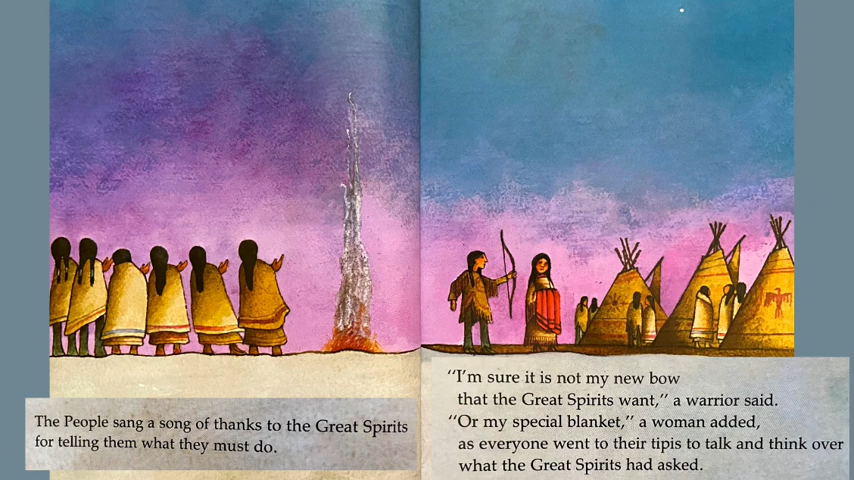 The People sang a song of thanks to the Great Spirits
for telling them what they must do.
"I'm sure it is not my new bow
that the Great Spirits want," a warrior said.
"Or my special blanket," a woman added,
as everyone went to their tipis to talk and think over
what the Great Spirits had asked.